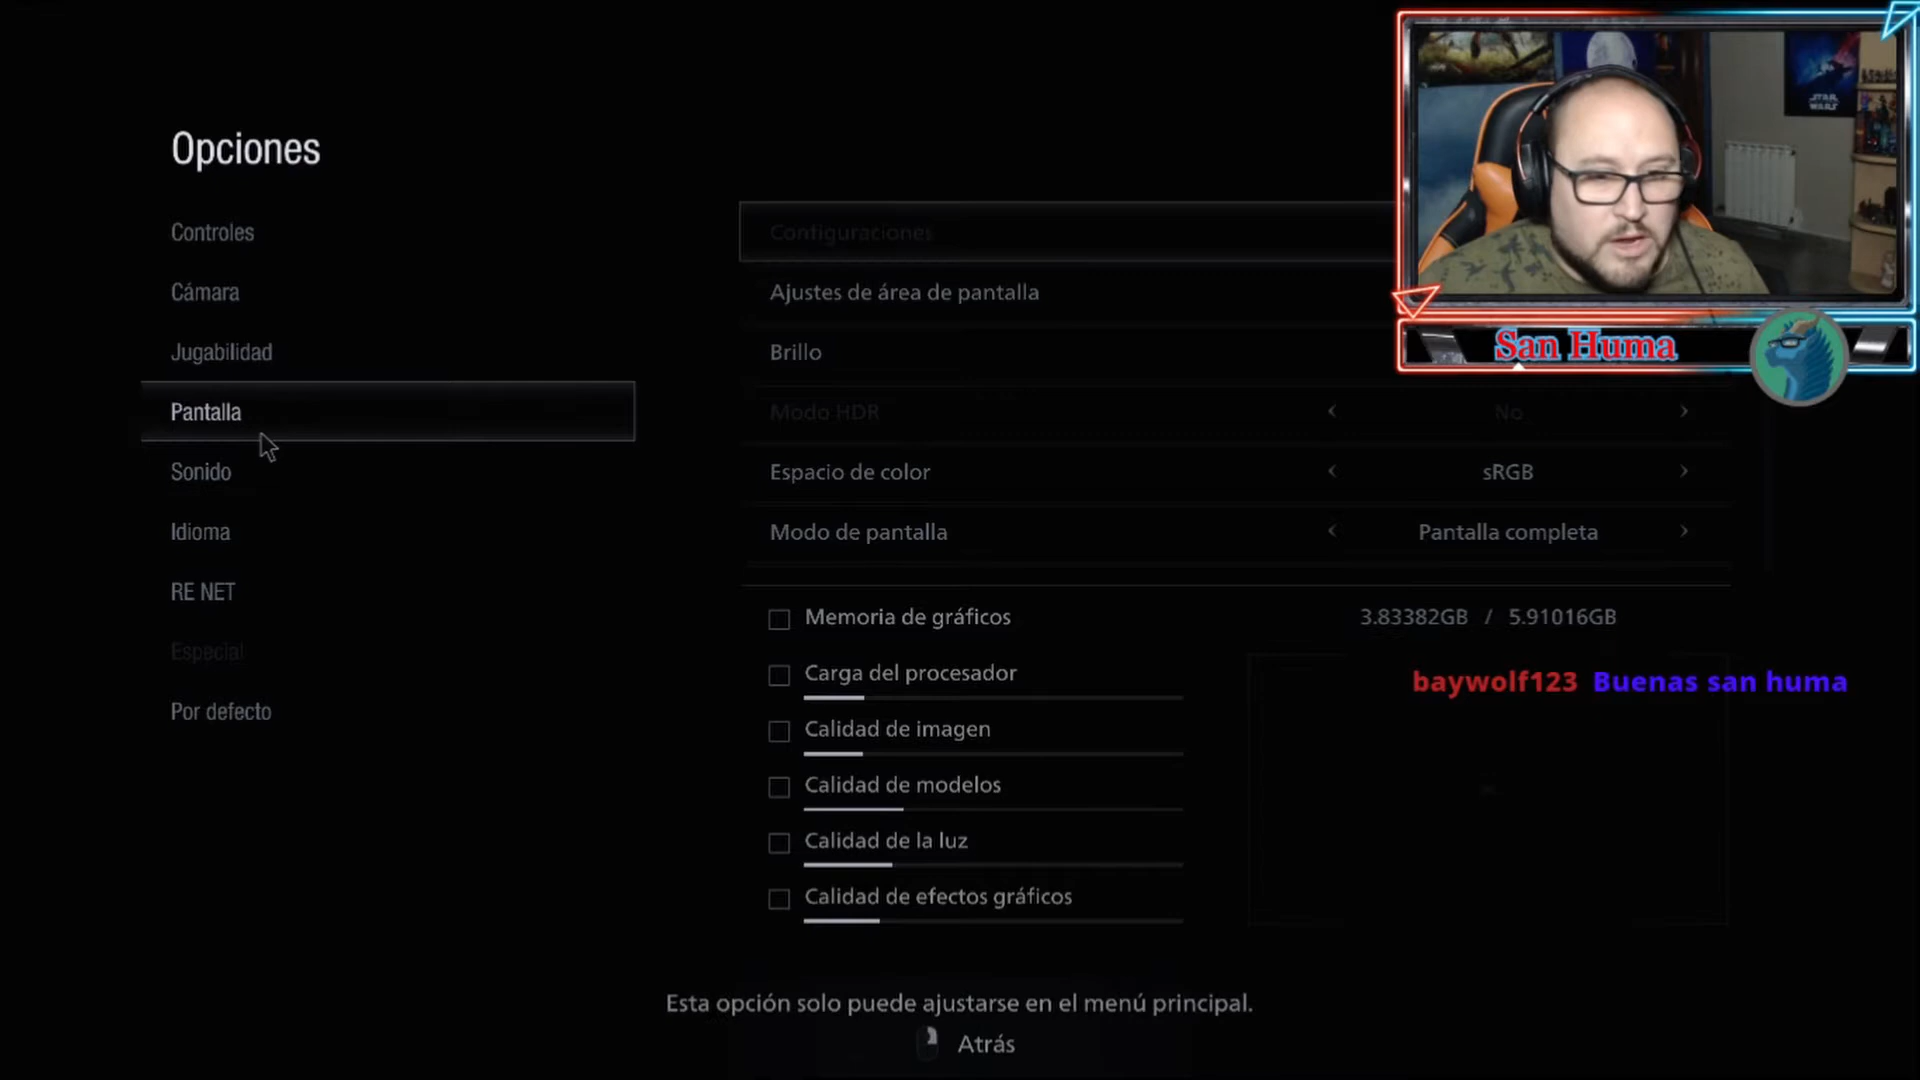 Opciones
Controles
Cámara
Jugabilidad
Pantalla
Sonido
Idioma
RE NET
Especial
Por defecto
Configuraciones
Ajustes de área de pantalla
Brillo
Modo HDR No
Espacio de color sRGB
Modo de pantalla Pantalla completa
Memoria de gráficos 3.83382GB / 5.91016GB
Carga del procesador
Calidad de imagen
Calidad de modelos
Calidad de la luz
Calidad de efectos gráficos
Esta opción solo puede ajustarse en el menú principal.
Atrás
STAR WARS
San Huma
baywolf123 Buenas san huma